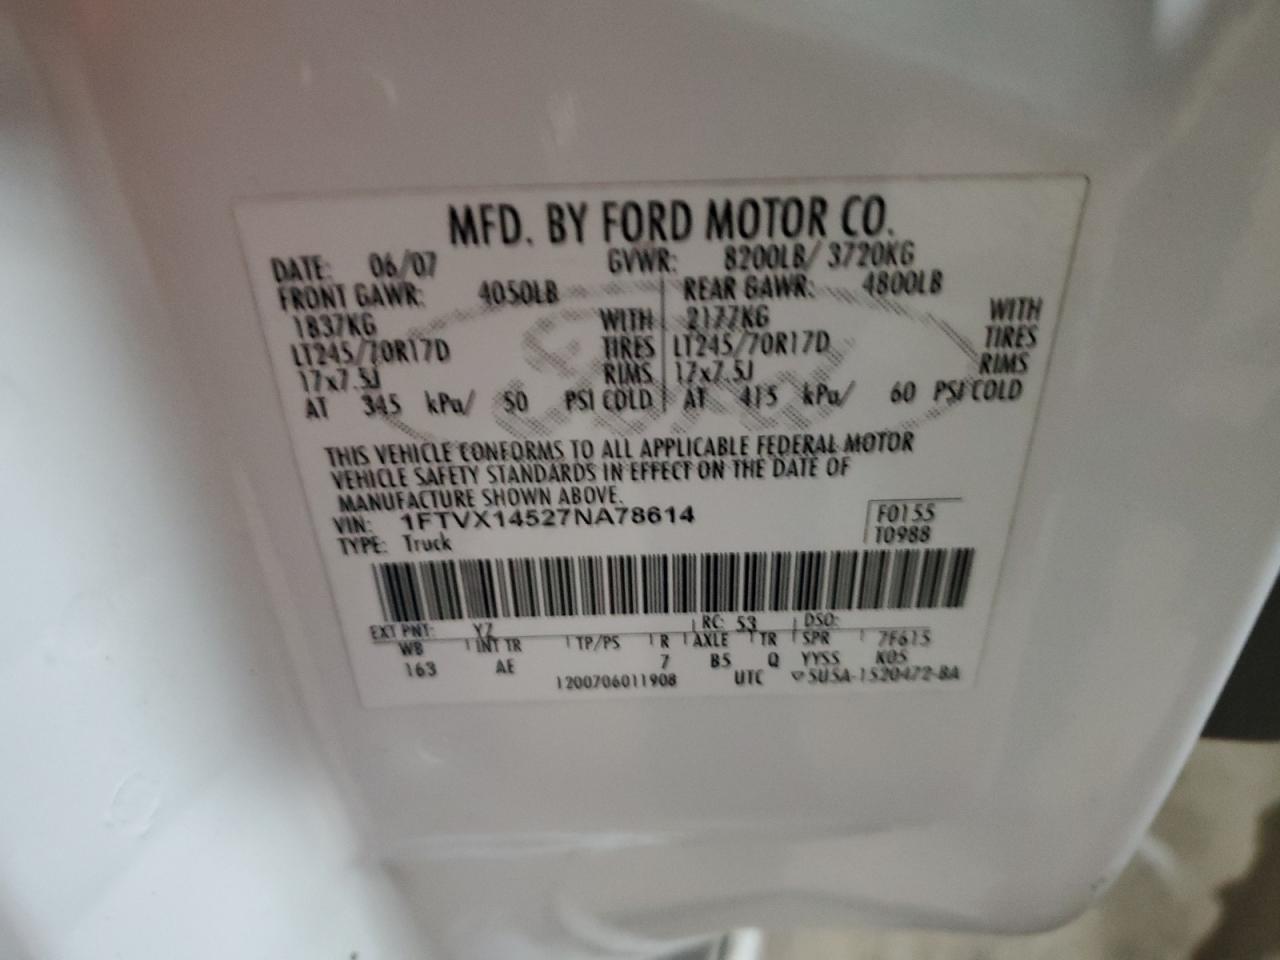 MFD. BY FORD MOTOR CO.
DATE: 06/07 GVWR: 8200LB/ 3720KG
FRONT GAWR: 4050LB REAR GAWR: 4800LB
1837KG WITH 2177KG WITH
LT245/70R17D TIRES LT245/70R17D TIRES
17x7.5J RIMS 17x7.5J RIMS
AT 345 kPa/ 50 PSI COLD AT 415 kPa/ 60 PSI COLD
THIS VEHICLE CONFORMS TO ALL APPLICABLE FEDERAL MOTOR
VEHICLE SAFETY STANDARDS IN EFFECT ON THE DATE OF
MANUFACTURE SHOWN ABOVE.
VIN: 1FTVX14527NA78614 F0155
TYPE: Truck T0988
EXT PNT: YZ RC: 53 DSO:
WB INT TR TP/PS R AXLE TR SPR 7F615
163 AE 7 B5 Q YYSS K05
1200706011908 UTC ▽5U5A-1520472-BA